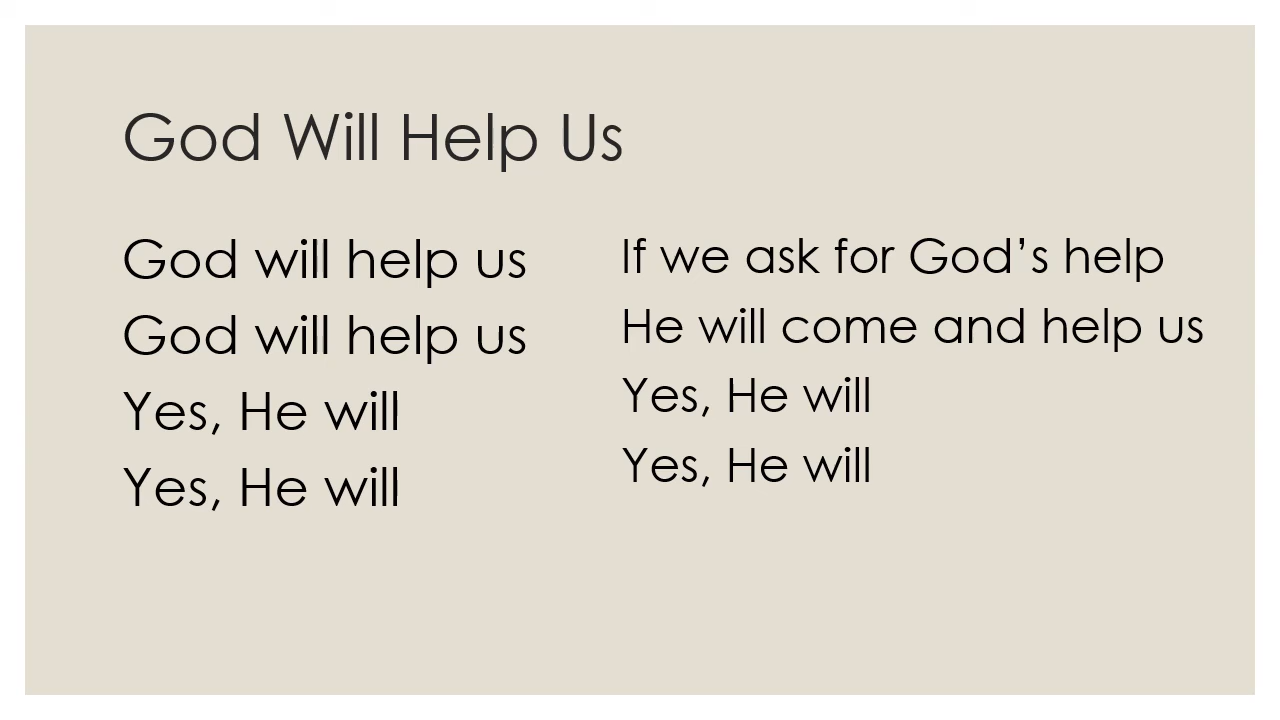 God Will Help Us
God will help us
God will help us
Yes, He will
Yes, He will
If we ask for God’s help
He will come and help us
Yes, He will
Yes, He will